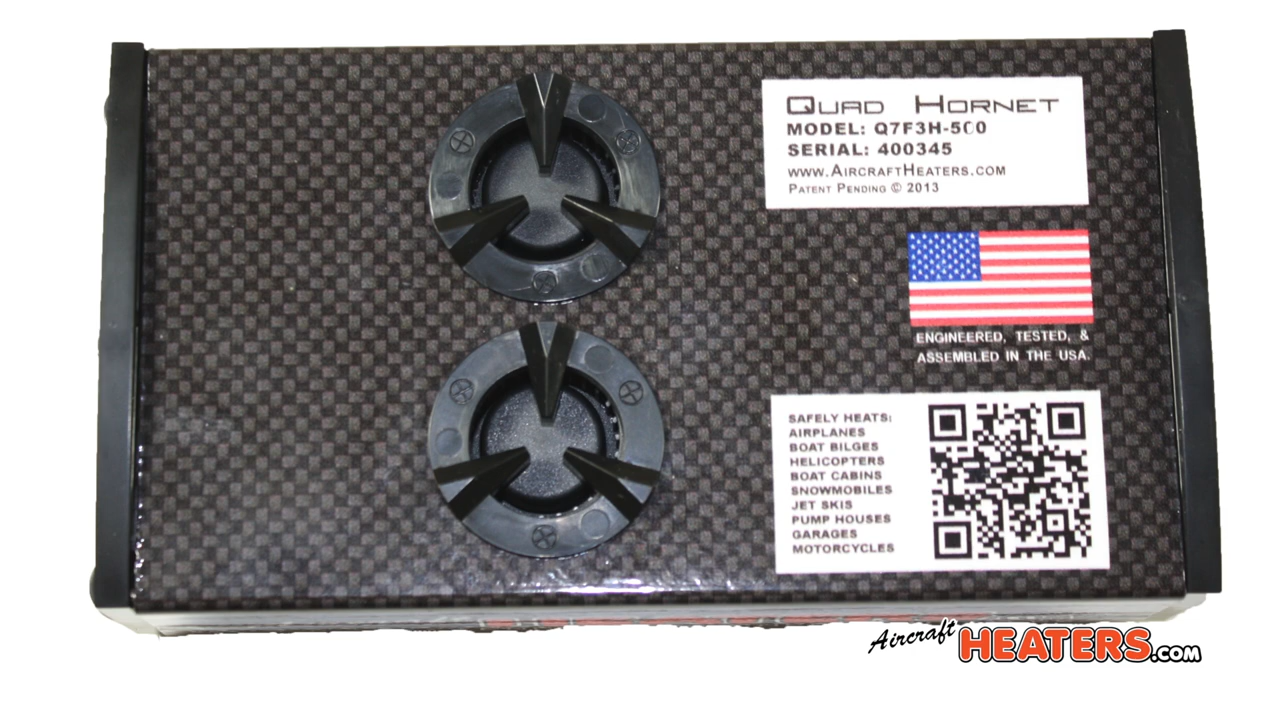 QUAD HORNET
MODEL: Q7F3H-500
SERIAL: 400345
WWW.AIRCRAFTHEATERS.COM
PATENT PENDING © 2013
ENGINEERED, TESTED, &
ASSEMBLED IN THE USA.
SAFELY HEATS:
AIRPLANES
BOAT BILGES
HELICOPTERS
BOAT CABINS
SNOWMOBILES
JET SKIS
PUMP HOUSES
GARAGES
MOTORCYCLES
Aircraft HEATERS.com